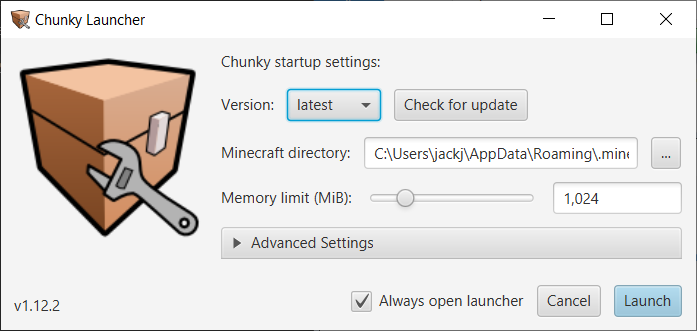 Chunky Launcher
Chunky startup settings:
Version: latest Check for update
Minecraft directory: C:\Users\jackj\AppData\Roaming\.mine ...
Memory limit (MiB): 1,024
Advanced Settings
v1.12.2 Always open launcher Cancel Launch